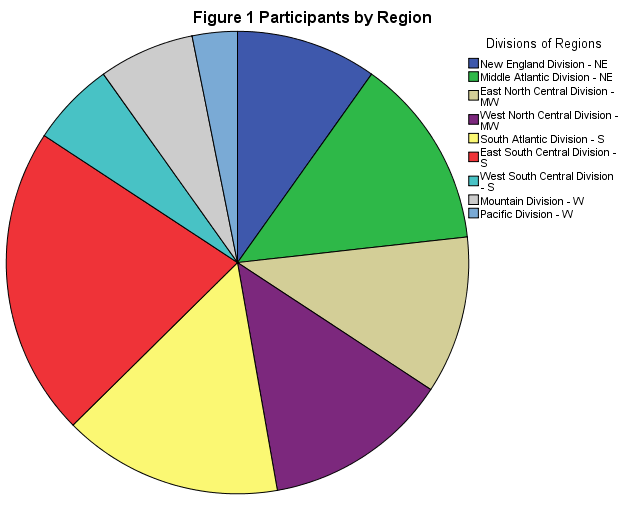 Figure 1 Participants by Region
Divisions of Regions
New England Division - NE
Middle Atlantic Division - NE
East North Central Division -
MW
West North Central Division -
MW
South Atlantic Division - S
East South Central Division -
S
West South Central Division
- S
Mountain Division - W
Pacific Division - W